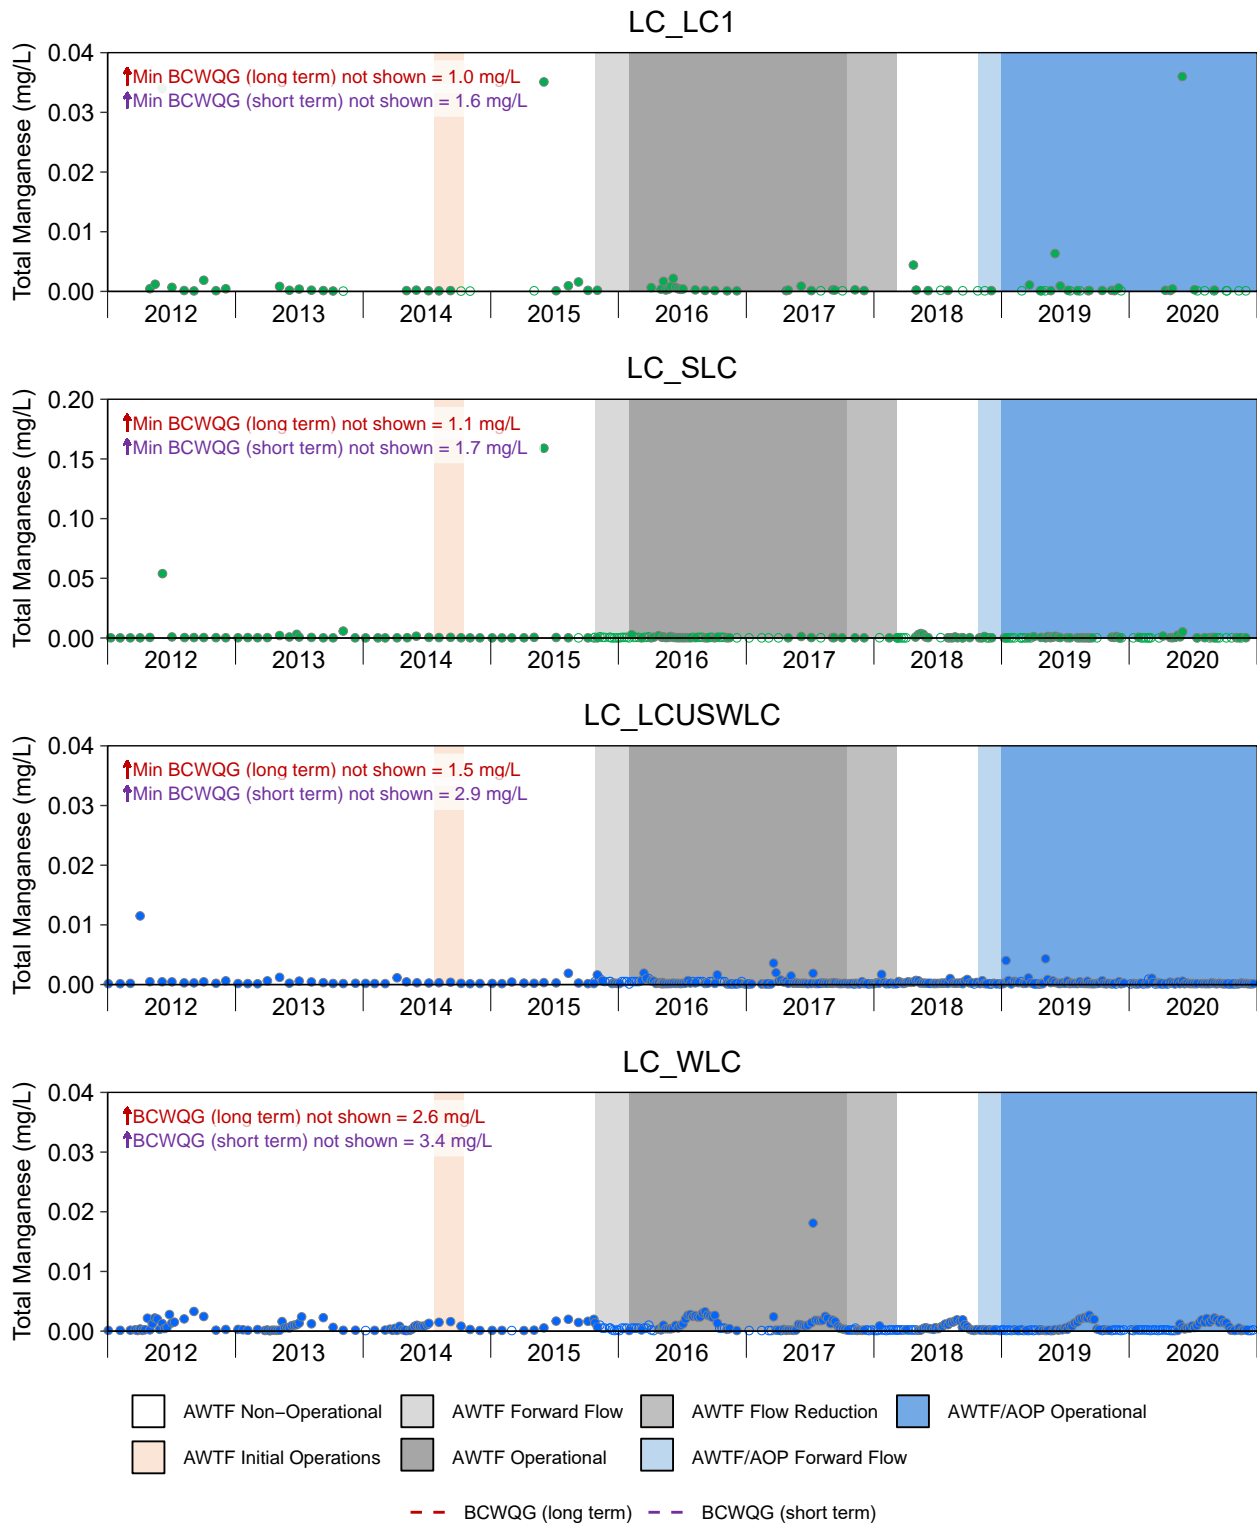 LC_LC1
Total Manganese (mg/L)
0.04
0.03
0.02
0.01
0.00
Min BCWQG (long term) not shown = 1.0 mg/L
Min BCWQG (short term) not shown = 1.6 mg/L
2012 2013 2014 2015 2016 2017 2018 2019 2020
LC_SLC
Total Manganese (mg/L)
0.20
0.15
0.10
0.05
0.00
Min BCWQG (long term) not shown = 1.1 mg/L
Min BCWQG (short term) not shown = 1.7 mg/L
2012 2013 2014 2015 2016 2017 2018 2019 2020
LC_LCUSWLC
Total Manganese (mg/L)
0.04
0.03
0.02
0.01
0.00
Min BCWQG (long term) not shown = 1.5 mg/L
Min BCWQG (short term) not shown = 2.9 mg/L
2012 2013 2014 2015 2016 2017 2018 2019 2020
LC_WLC
Total Manganese (mg/L)
0.04
0.03
0.02
0.01
0.00
BCWQG (long term) not shown = 2.6 mg/L
BCWQG (short term) not shown = 3.4 mg/L
2012 2013 2014 2015 2016 2017 2018 2019 2020
AWTF Non−Operational AWTF Forward Flow AWTF Flow Reduction AWTF/AOP Operational
AWTF Initial Operations AWTF Operational AWTF/AOP Forward Flow
BCWQG (long term) BCWQG (short term)